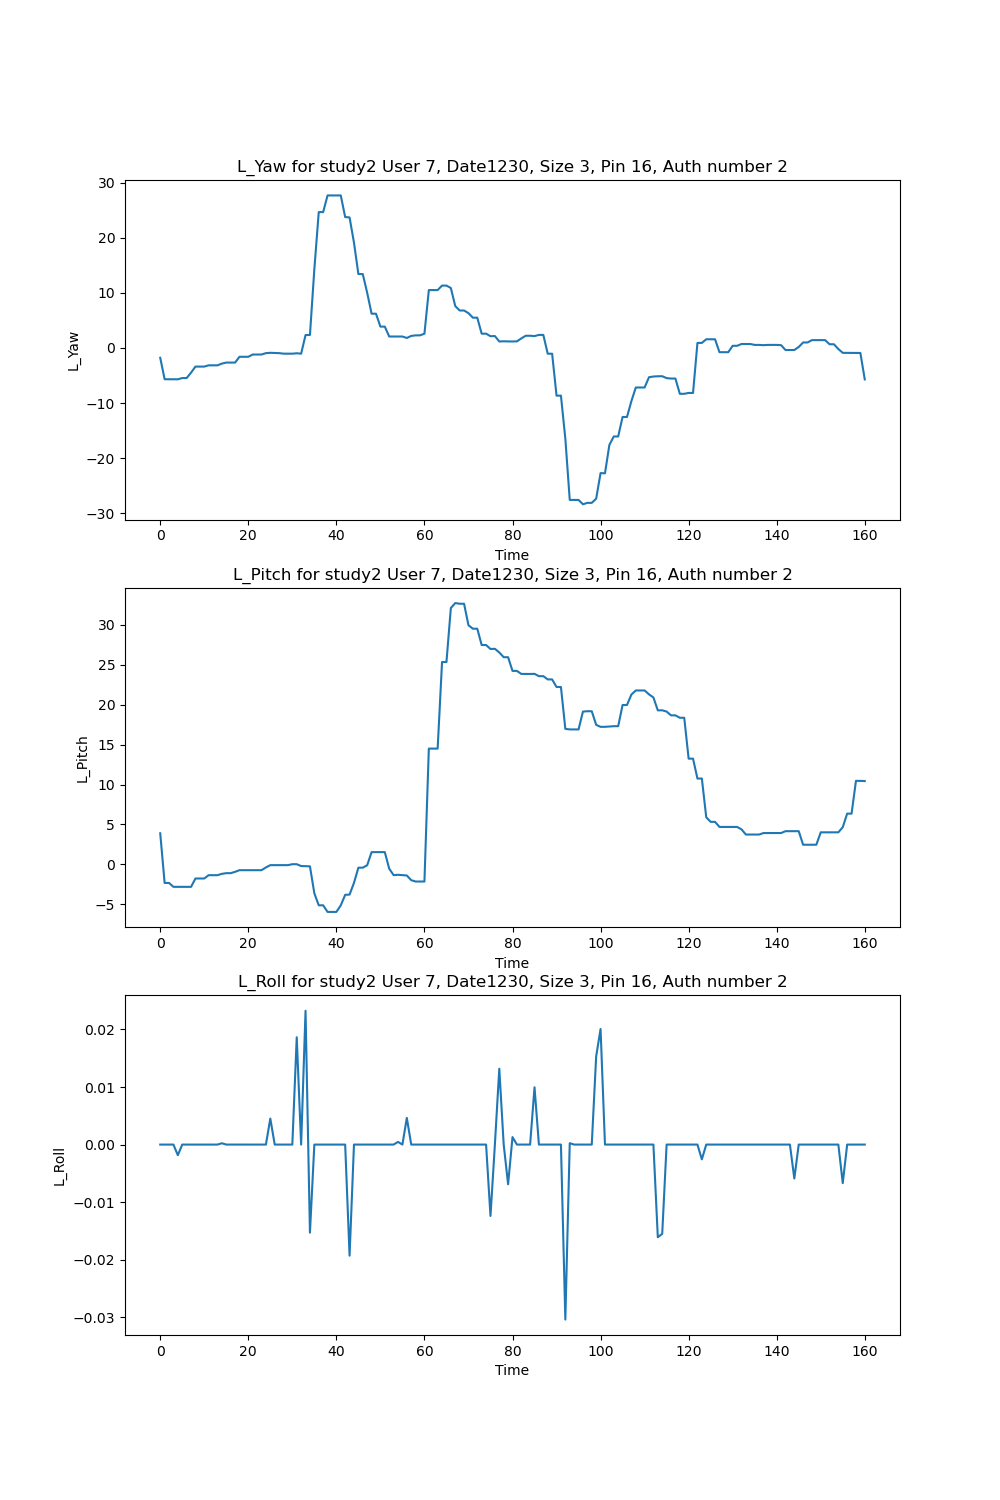 L_Yaw for study2 User 7, Date1230, Size 3, Pin 16, Auth number 2
30
20
10
0
−10
−20
−30
L_Yaw
0 20 40 60 80 100 120 140 160
Time
L_Pitch for study2 User 7, Date1230, Size 3, Pin 16, Auth number 2
30
25
20
15
10
5
0
−5
L_Pitch
0 20 40 60 80 100 120 140 160
Time
L_Roll for study2 User 7, Date1230, Size 3, Pin 16, Auth number 2
0.02
0.01
0.00
−0.01
−0.02
−0.03
L_Roll
0 20 40 60 80 100 120 140 160
Time